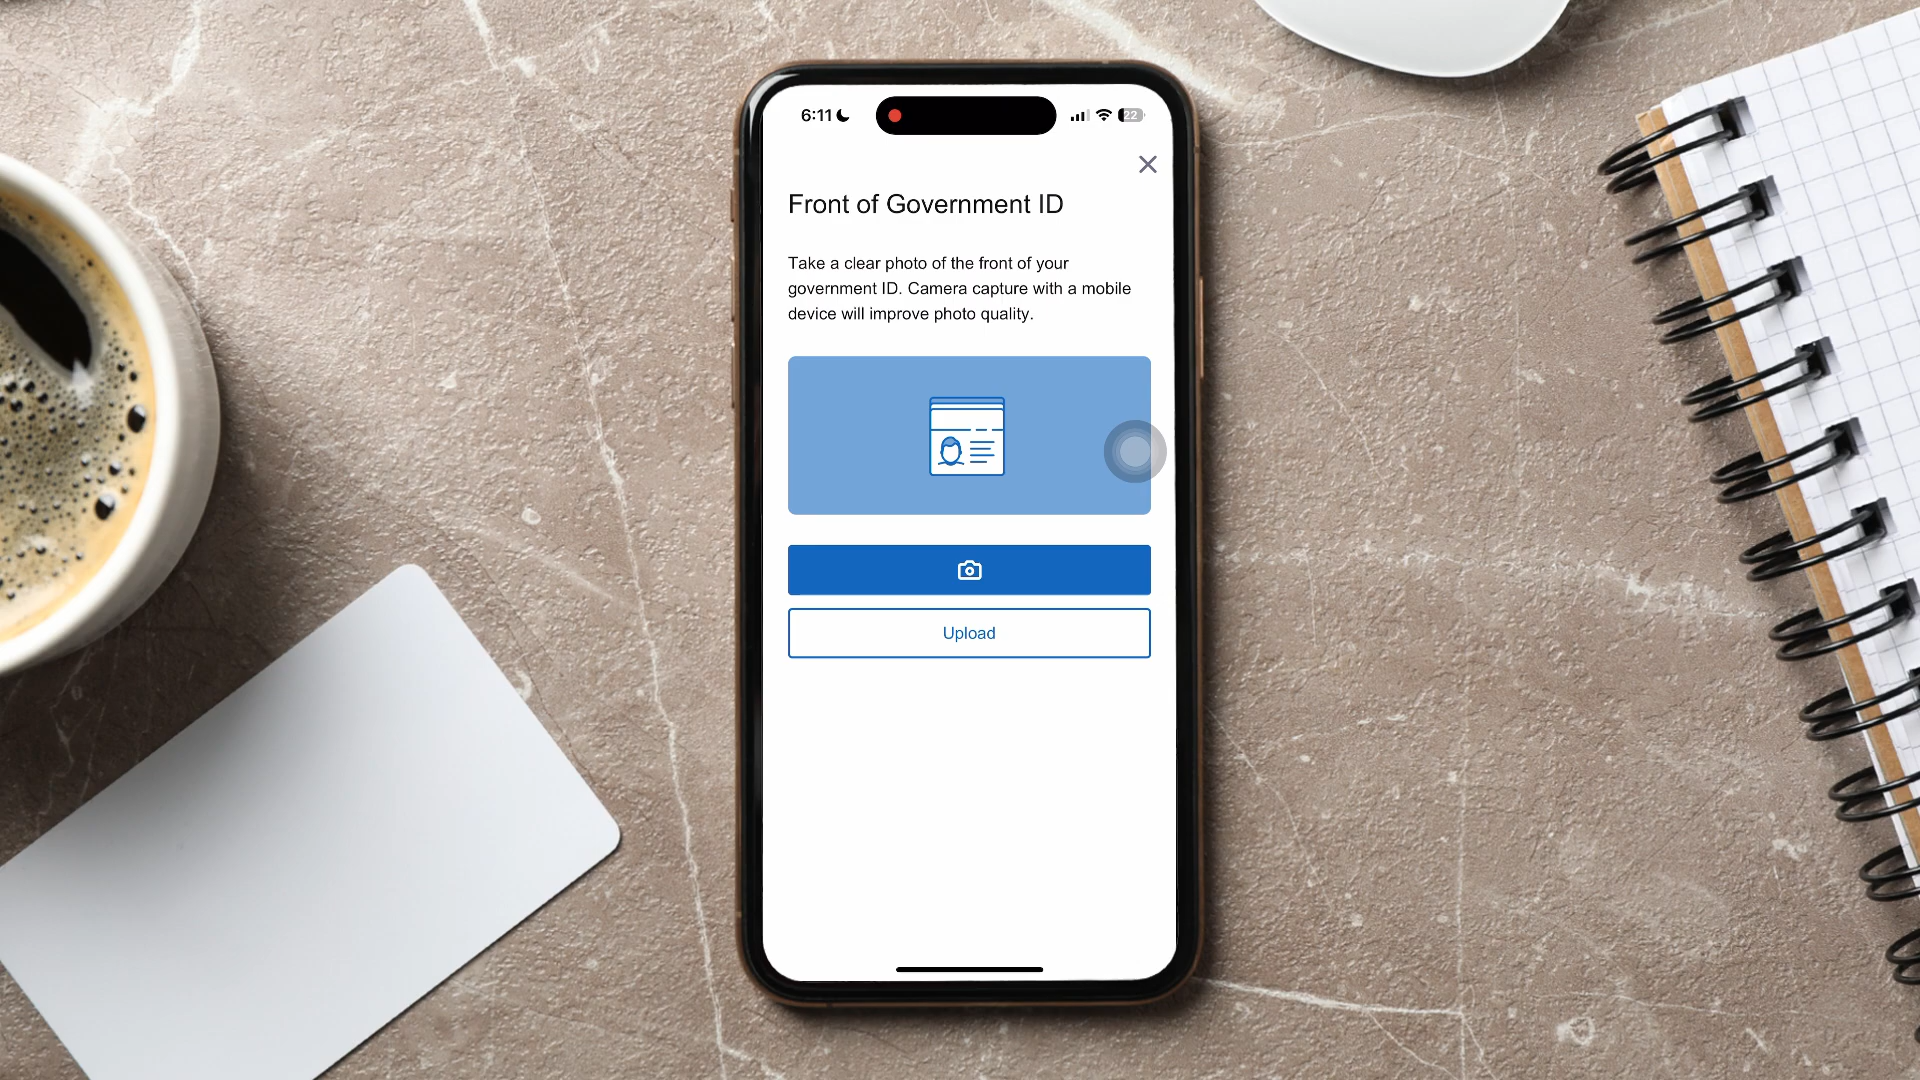 6:11
22
Front of Government ID
Take a clear photo of the front of your
government ID. Camera capture with a mobile
device will improve photo quality.
Upload